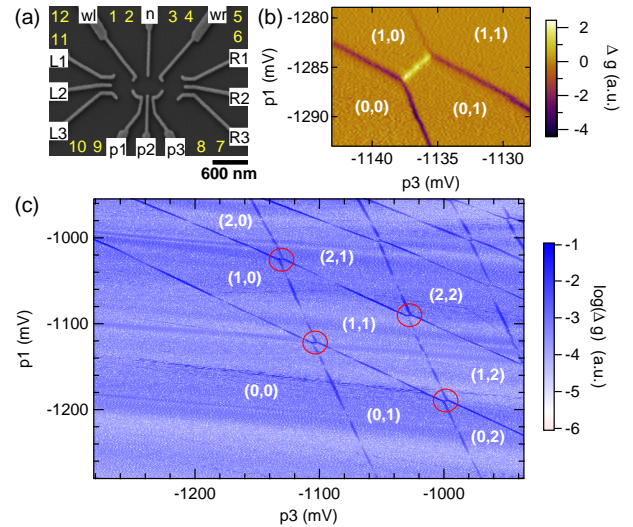 (a)
12 wl 1 2 n 3 4 wr 5
11 6
L1 R1
L2 R2
L3 R3
10 9 p1 p2 p3 8 7
600 nm
(b)
p1 (mV)
-1280
-1285
-1290
(1,0) (1,1)
(0,0) (0,1)
-1140 -1135 -1130
p3 (mV)
4
2
0
-2
-4
Δ g (a.u.)
(c)
p1 (mV)
-1000
-1100
-1200
(2,0)
(2,1)
(1,0)
(2,2)
(1,1)
(1,2)
(0,0)
(0,1)
(0,2)
-1200 -1100 -1000
p3 (mV)
-1
-2
-3
-4
-5
-6
log(Δ g) (a.u.)